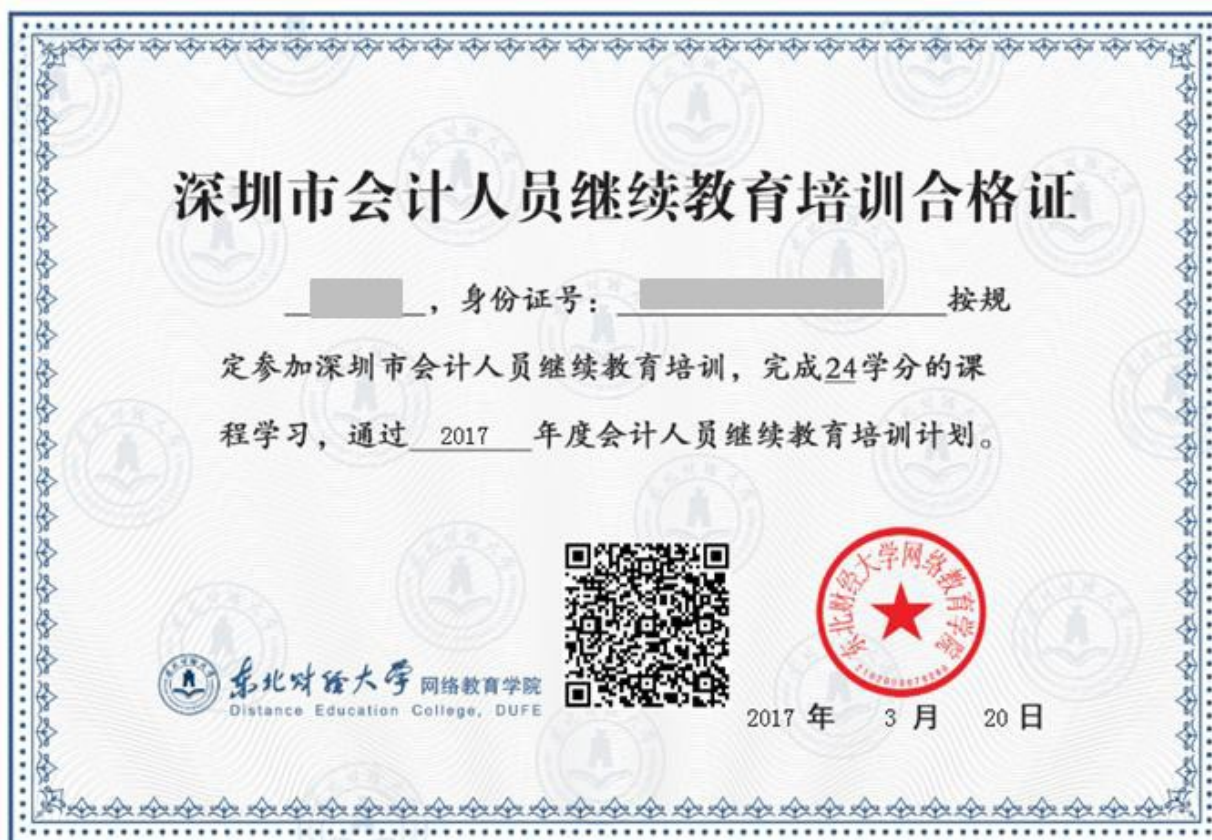 深圳市会计人员继续教育培训合格证
，身份证号：按规
定参加深圳市会计人员继续教育培训，完成24学分的课
程学习，通过 2017 年度会计人员继续教育培训计划。
东北财经大学 网络教育学院
Distance Education College, DUFE
东北财经大学网络教育学院
2017 年 3 月 20 日